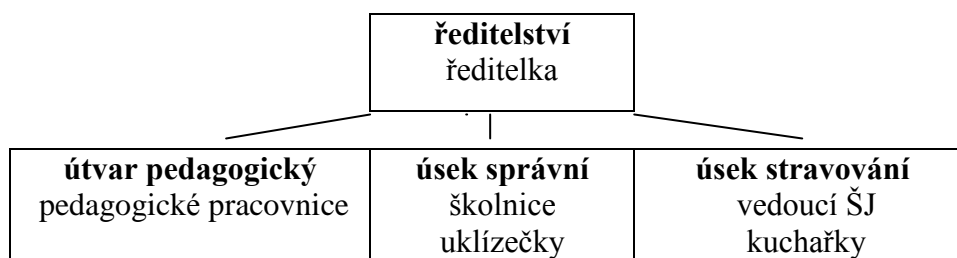 ředitelství
ředitelka
útvar pedagogický
pedagogické pracovnice
úsek správní
školnice
uklízečky
úsek stravování
vedoucí ŠJ
kuchařky